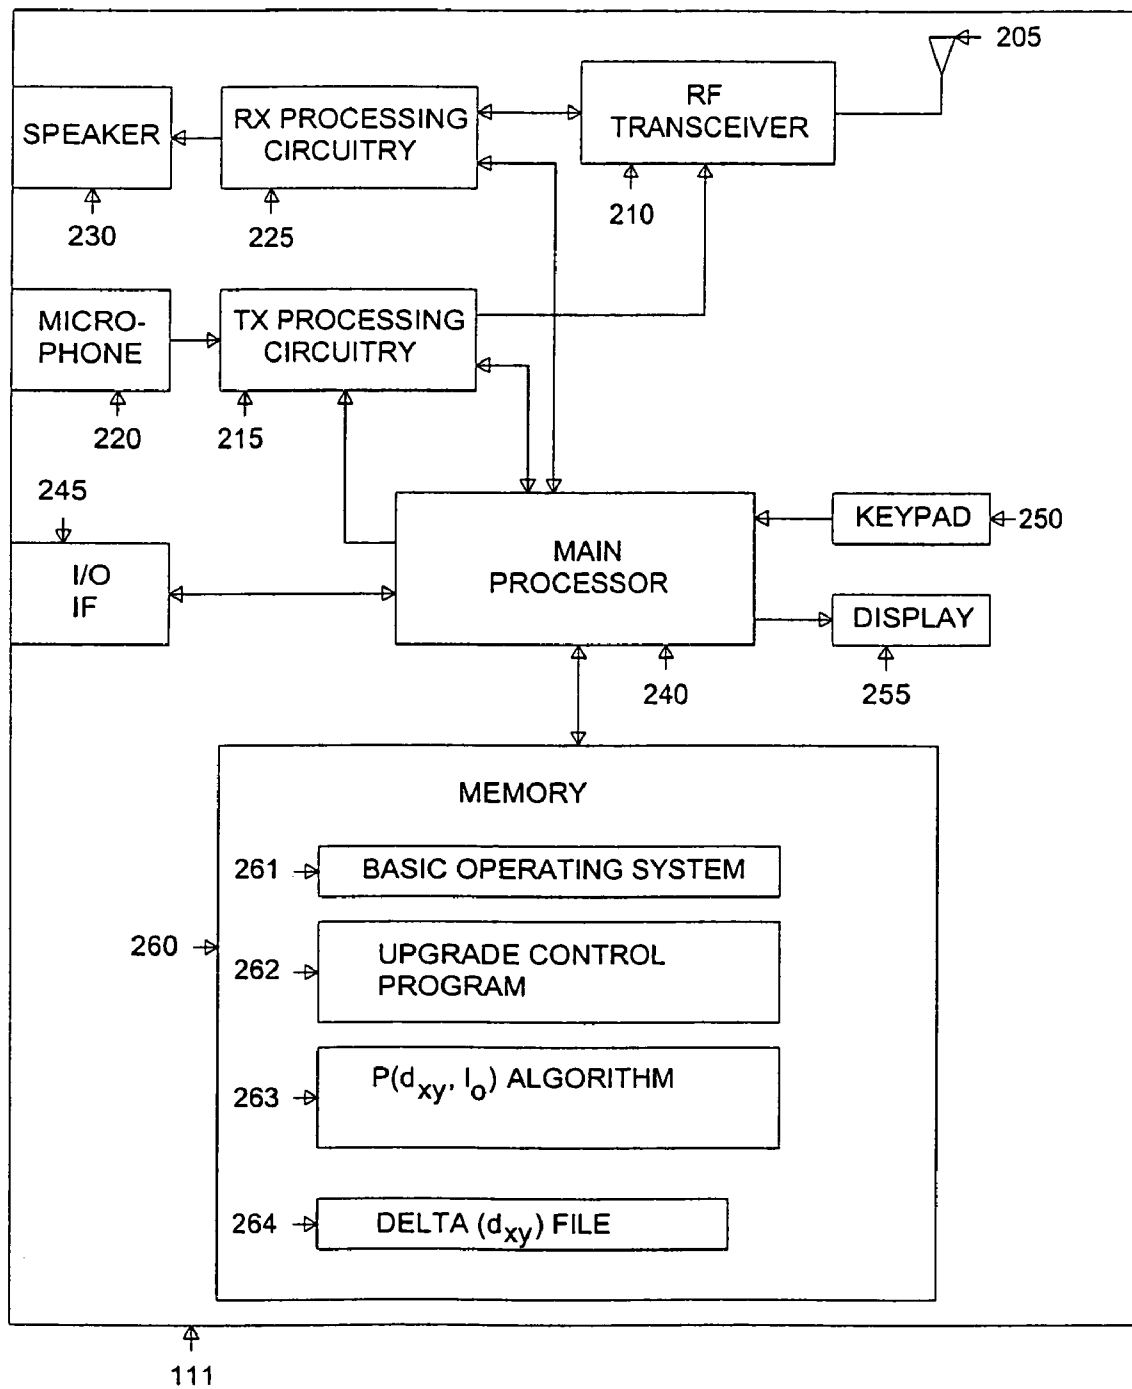 205
RF
TRANSCEIVER
SPEAKER
RX PROCESSING
CIRCUITRY
210
230
225
MICRO-
PHONE
TX PROCESSING
CIRCUITRY
220
215
245
I/O
IF
MAIN
PROCESSOR
KEYPAD
250
DISPLAY
240
255
MEMORY
261
BASIC OPERATING SYSTEM
260
262
UPGRADE CONTROL
PROGRAM
263
P(dxy, Io) ALGORITHM
264
DELTA (dxy) FILE
111